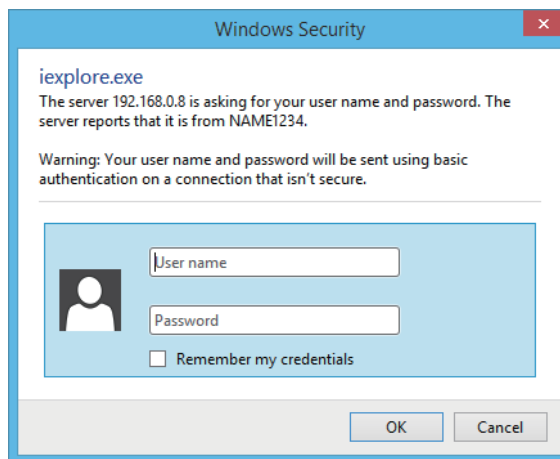 Windows Security
iexplore.exe
The server 192.168.0.8 is asking for your user name and password. The
server reports that it is from NAME1234.
Warning: Your user name and password will be sent using basic
authentication on a connection that isn't secure.
User name
Password
Remember my credentials
OK Cancel